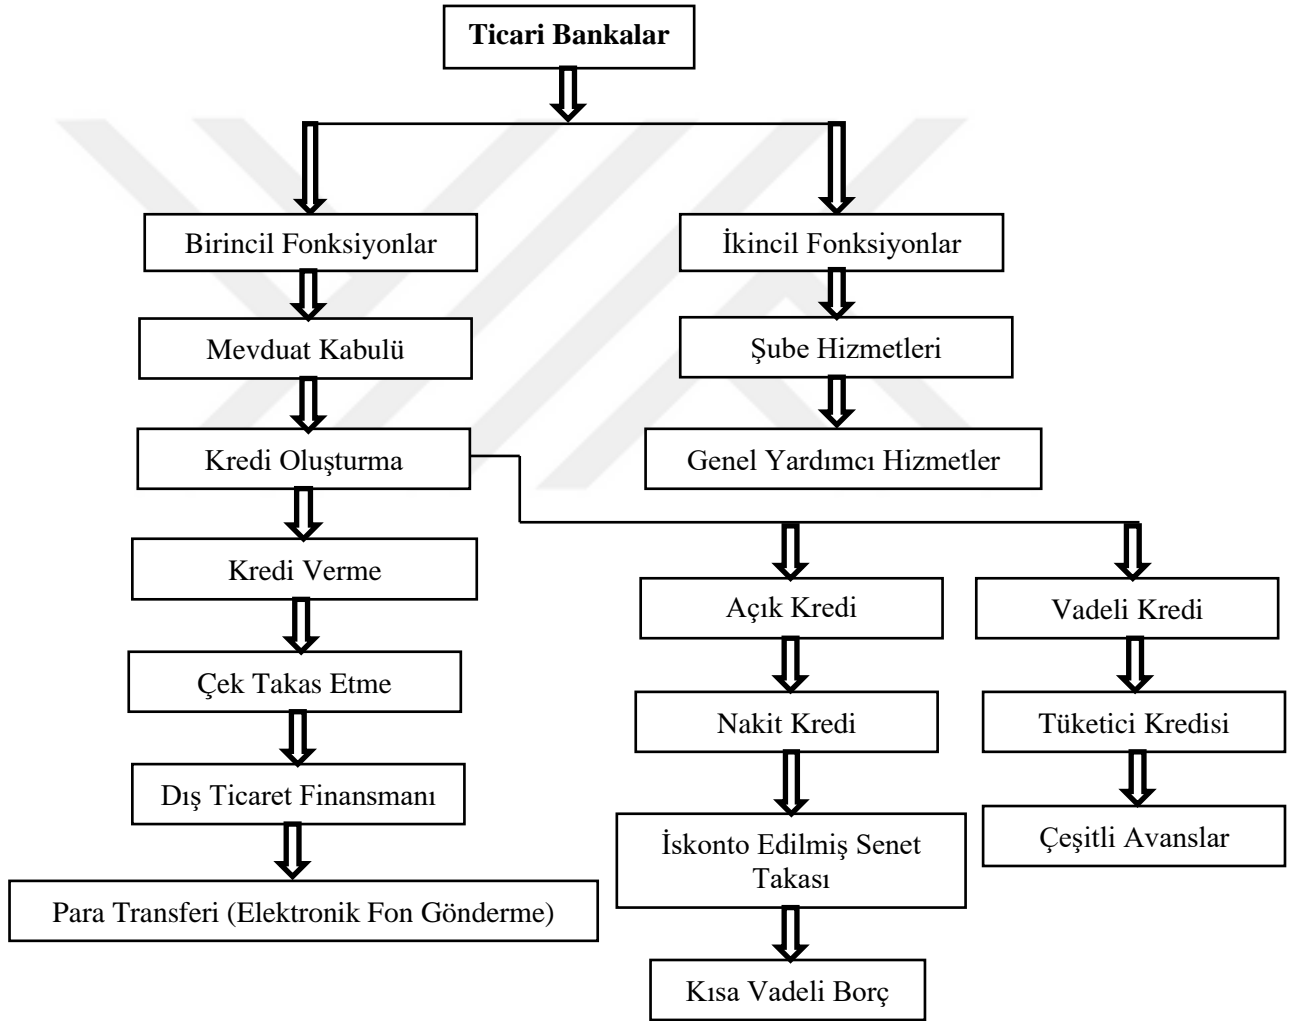 Ticari Bankalar
Birincil Fonksiyonlar
İkincil Fonksiyonlar
Mevduat Kabulü
Şube Hizmetleri
Kredi Oluşturma
Genel Yardımcı Hizmetler
Kredi Verme
Açık Kredi
Vadeli Kredi
Çek Takas Etme
Nakit Kredi
Tüketici Kredisi
Dış Ticaret Finansmanı
İskonto Edilmiş Senet
Takası
Çeşitli Avanslar
Para Transferi (Elektronik Fon Gönderme)
Kısa Vadeli Borç